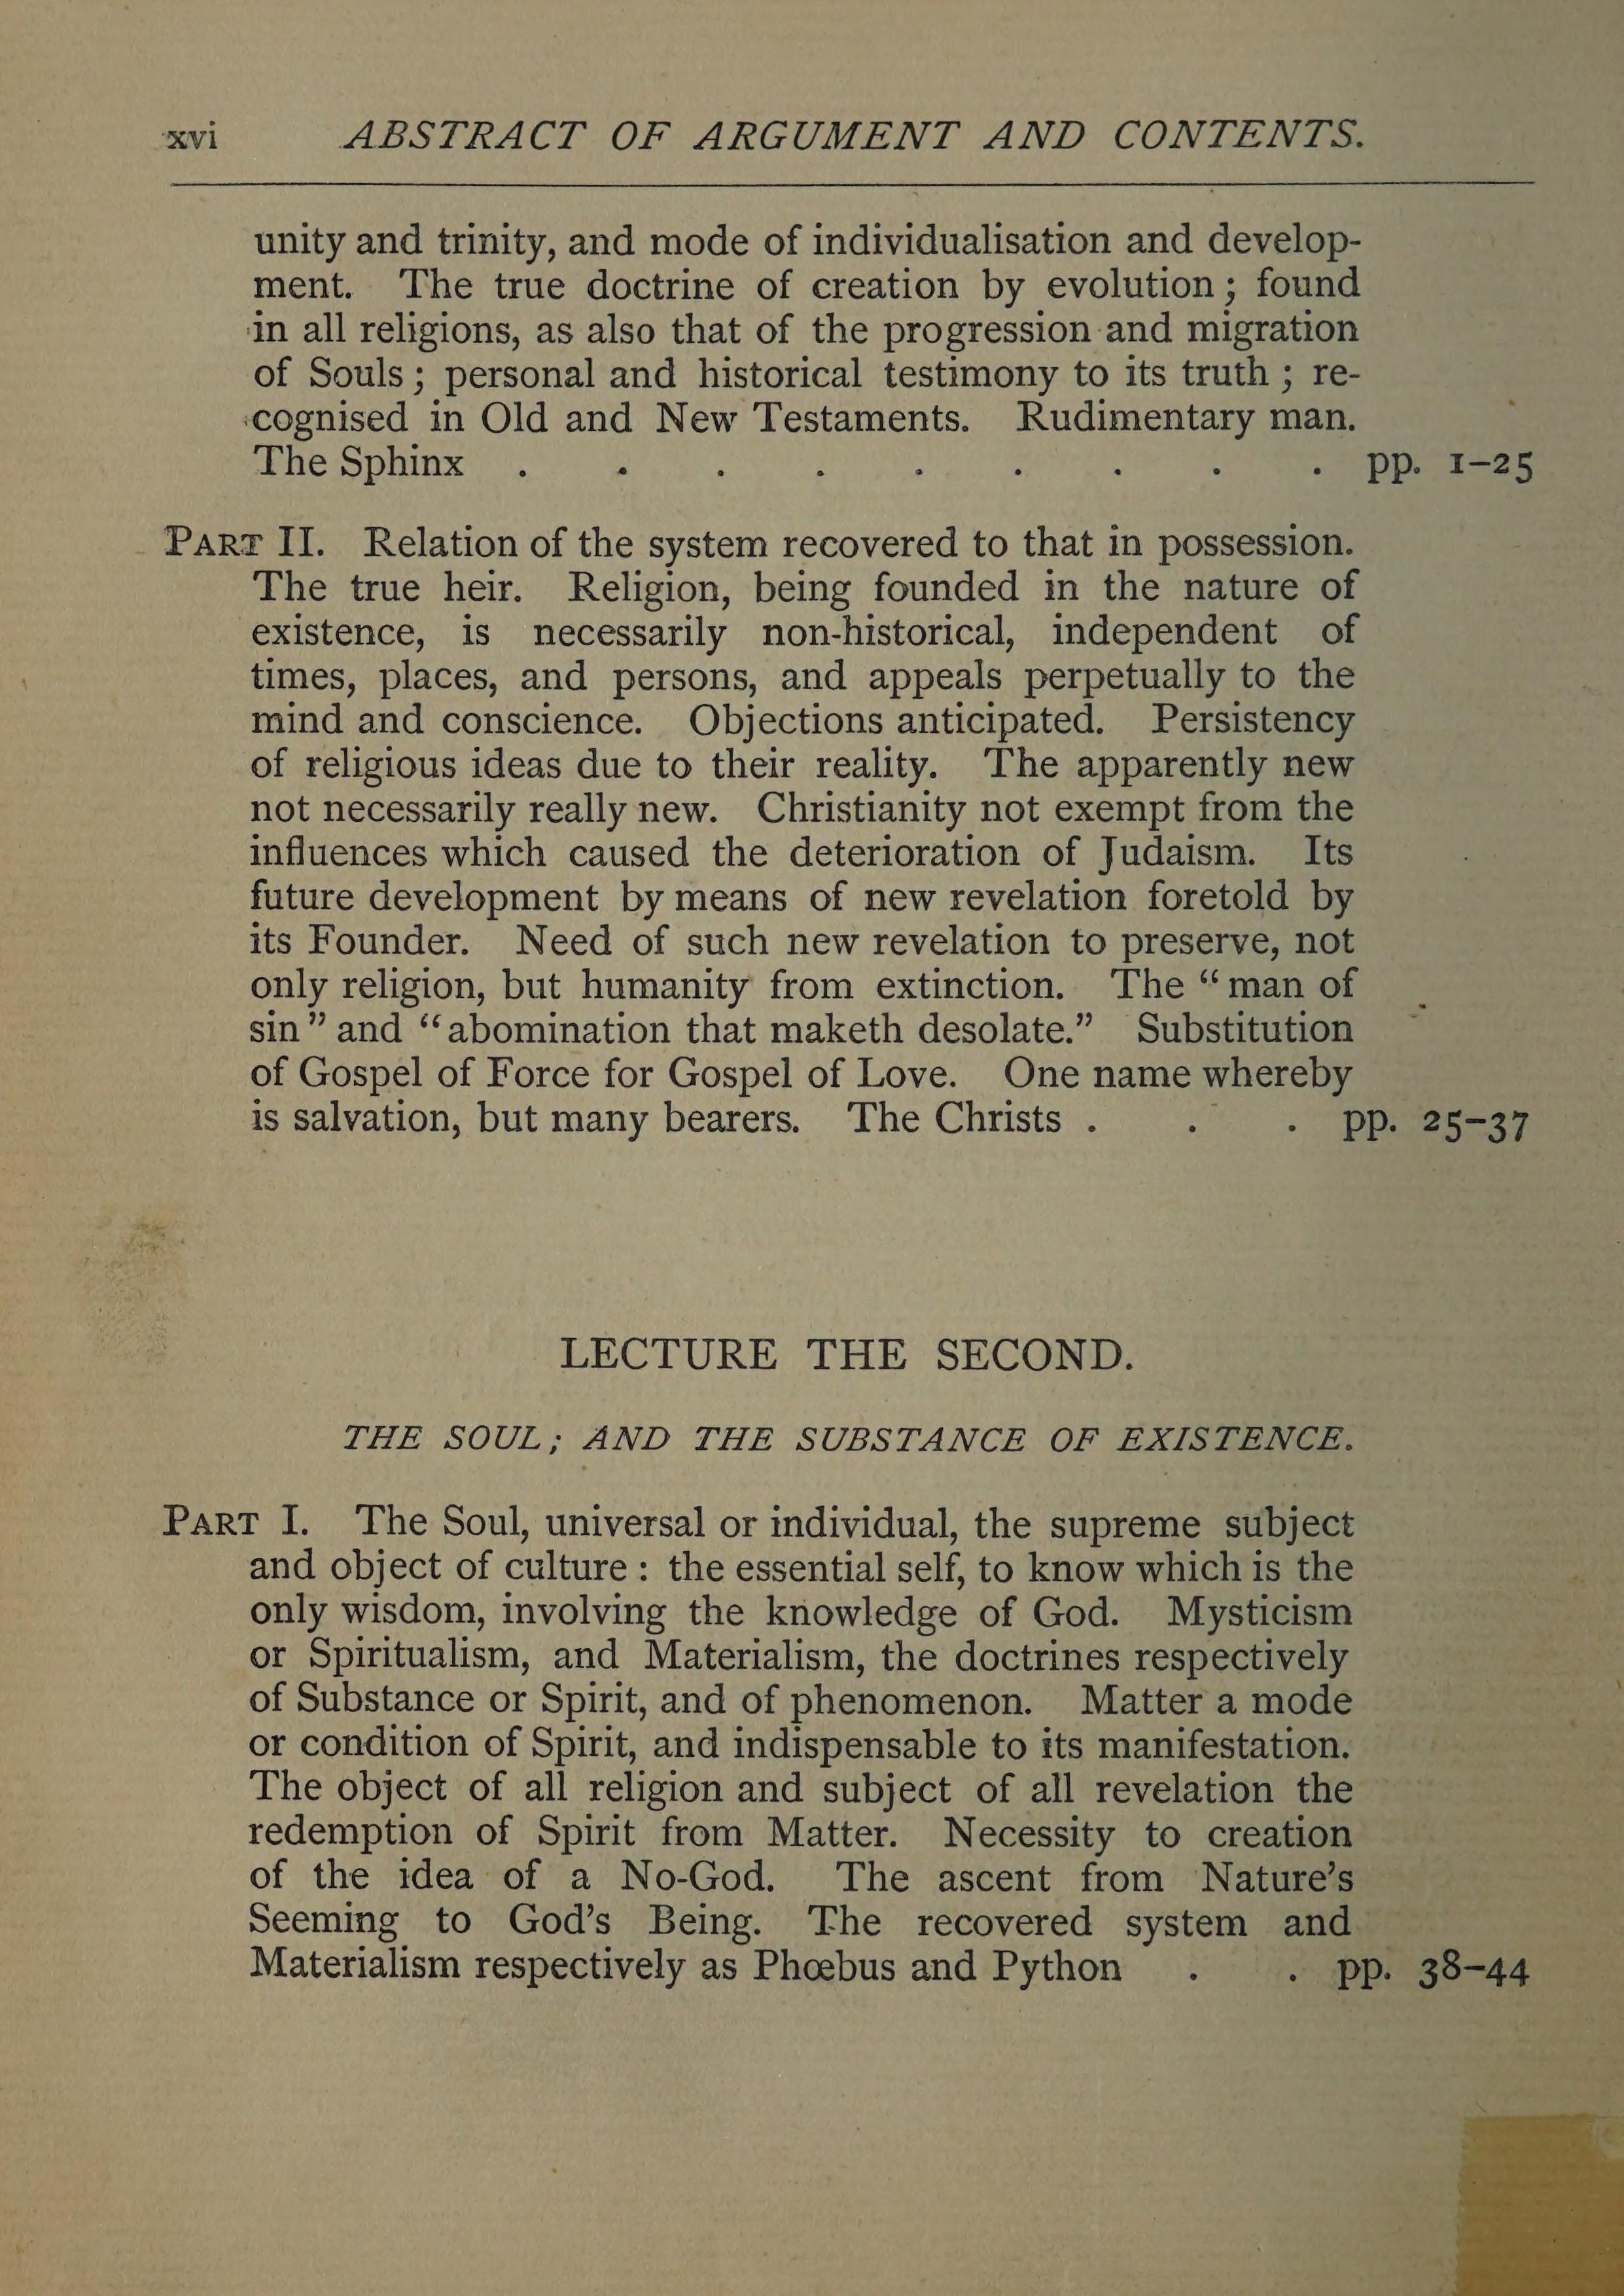 xvi ABSTRACT OF ARGUMENT AND CONTENTS.
unity and trinity, and mode of individualisation and develop-
ment. The true doctrine of creation by evolution ; found
in all religions, as also that of the progression and migration
of Souls ; personal and historical testimony to its truth ; re-
cognised in Old and New Testaments. Rudimentary man.
The Sphinx . . . . . . . . . pp. 1–25
PART II. Relation of the system recovered to that in possession.
The true heir. Religion, being founded in the nature of
existence, is necessarily non-historical, independent of
times, places, and persons, and appeals perpetually to the
mind and conscience. Objections anticipated. Persistency
of religious ideas due to their reality. The apparently new
not necessarily really new. Christianity not exempt from the
influences which caused the deterioration of Judaism. Its
future development by means of new revelation foretold by
its Founder. Need of such new revelation to preserve, not
only religion, but humanity from extinction. The “ man of
sin ” and “ abomination that maketh desolate.” Substitution
of Gospel of Force for Gospel of Love. One name whereby
is salvation, but many bearers. The Christs . . . pp. 25–37
LECTURE THE SECOND.
THE SOUL; AND THE SUBSTANCE OF EXISTENCE.
PART I. The Soul, universal or individual, the supreme subject
and object of culture : the essential self, to know which is the
only wisdom, involving the knowledge of God. Mysticism
or Spiritualism, and Materialism, the doctrines respectively
of Substance or Spirit, and of phenomenon. Matter a mode
or condition of Spirit, and indispensable to its manifestation.
The object of all religion and subject of all revelation the
redemption of Spirit from Matter. Necessity to creation
of the idea of a No-God. The ascent from Nature’s
Seeming to God’s Being. The recovered system and
Materialism respectively as Phœbus and Python . . pp. 38–44